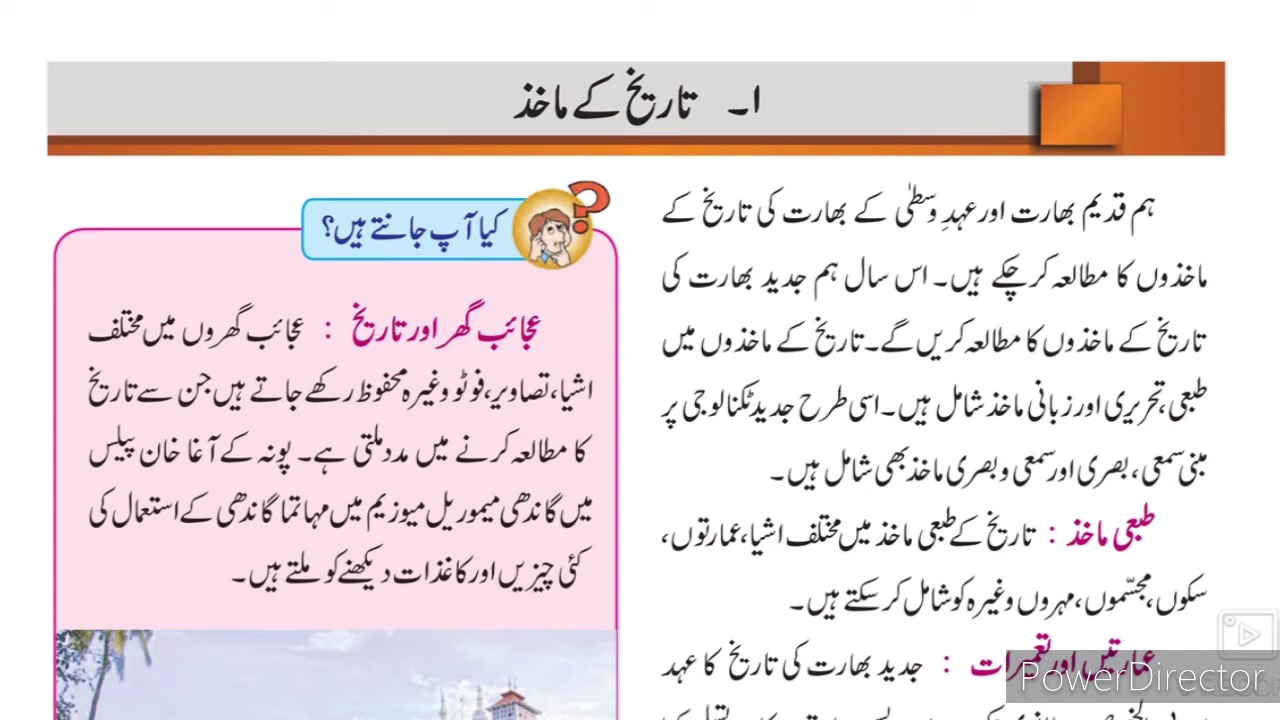 ۱۔ تاریخ کے ماخذ
ہم قدیم بھارت اور عہدِ وسطیٰ کے بھارت کی تاریخ کے
ماخذوں کا مطالعہ کر چکے ہیں۔ اس سال ہم جدید بھارت کی
تاریخ کے ماخذوں کا مطالعہ کریں گے۔ تاریخ کے ماخذوں میں
طبعی، تحریری اور زبانی ماخذ شامل ہیں۔ اسی طرح جدید ٹکنالوجی پر
مبنی سمعی، بصری اور سمعی و بصری ماخذ بھی شامل ہیں۔
طبعی ماخذ : تاریخ کے طبعی ماخذ میں مختلف اشیا، عمارتوں،
سکوں، مجسّموں، مہروں وغیرہ کو شامل کر سکتے ہیں۔
عمارتیں اور تعمیرات : جدید بھارت کی تاریخ کا عہد
کیا آپ جانتے ہیں؟
عجائب گھر اور تاریخ : عجائب گھروں میں مختلف
اشیا، تصاویر، فوٹو وغیرہ محفوظ رکھے جاتے ہیں جن سے تاریخ
کا مطالعہ کرنے میں مدد ملتی ہے۔ پونہ کے آغا خان پیلس
میں گاندھی میموریل میوزیم میں مہاتما گاندھی کے استعمال کی
کئی چیزیں اور کاغذات دیکھنے کو ملتے ہیں۔
PowerDirector